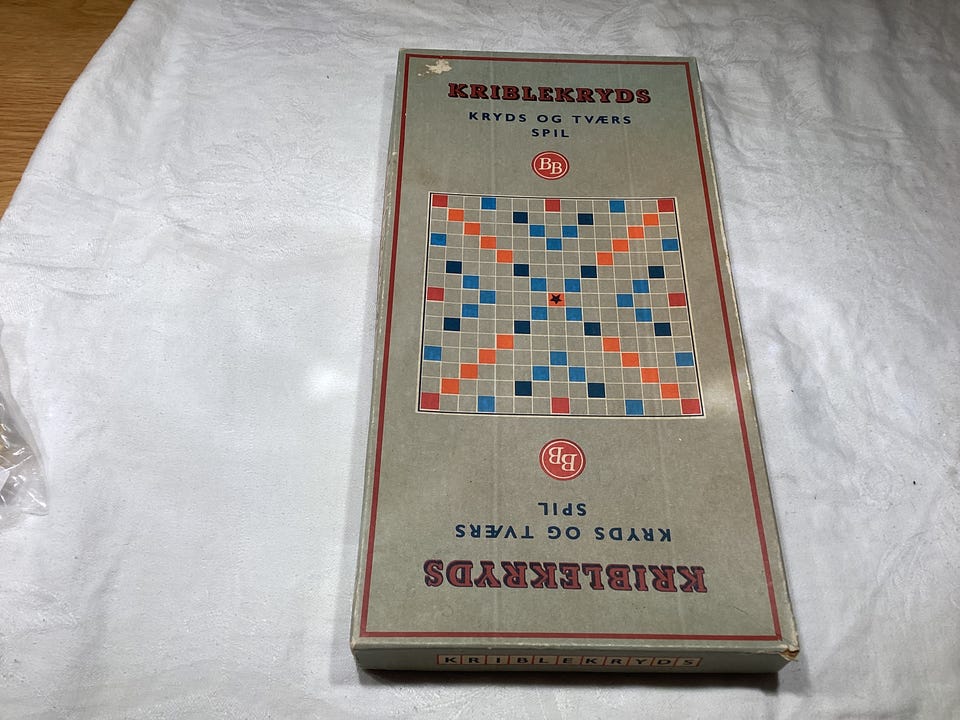 KRIBLEKRYDS
KRYDS OG TVÆRS
SPIL
BB
BB
SPIL
KRYDS OG TVÆRS
KRIBLEKRYDS
KRIBLEKRYDS